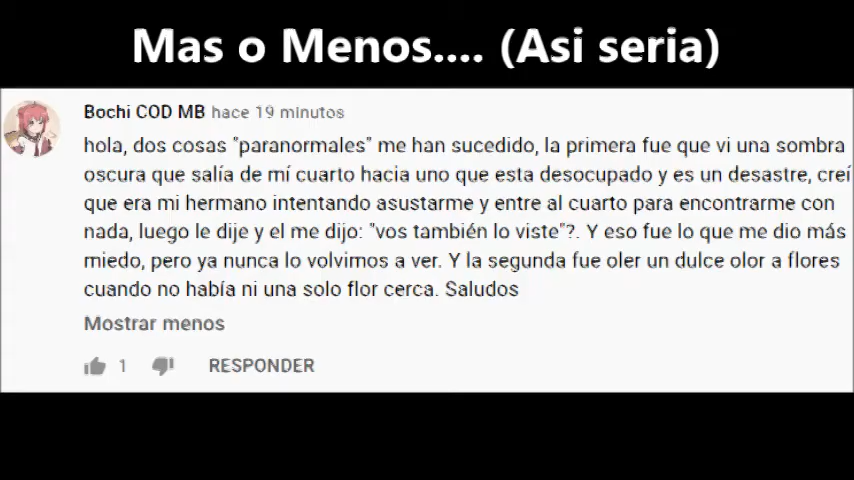 Mas o Menos.... (Asi seria)
Bochi COD MB hace 19 minutos
hola, dos cosas "paranormales" me han sucedido, la primera fue que vi una sombra
oscura que salía de mí cuarto hacia uno que esta desocupado y es un desastre, creí
que era mi hermano intentando asustarme y entre al cuarto para encontrarme con
nada, luego le dije y el me dijo: "vos también lo viste"?. Y eso fue lo que me dio más
miedo, pero ya nunca lo volvimos a ver. Y la segunda fue oler un dulce olor a flores
cuando no había ni una solo flor cerca. Saludos
Mostrar menos
1 RESPONDER